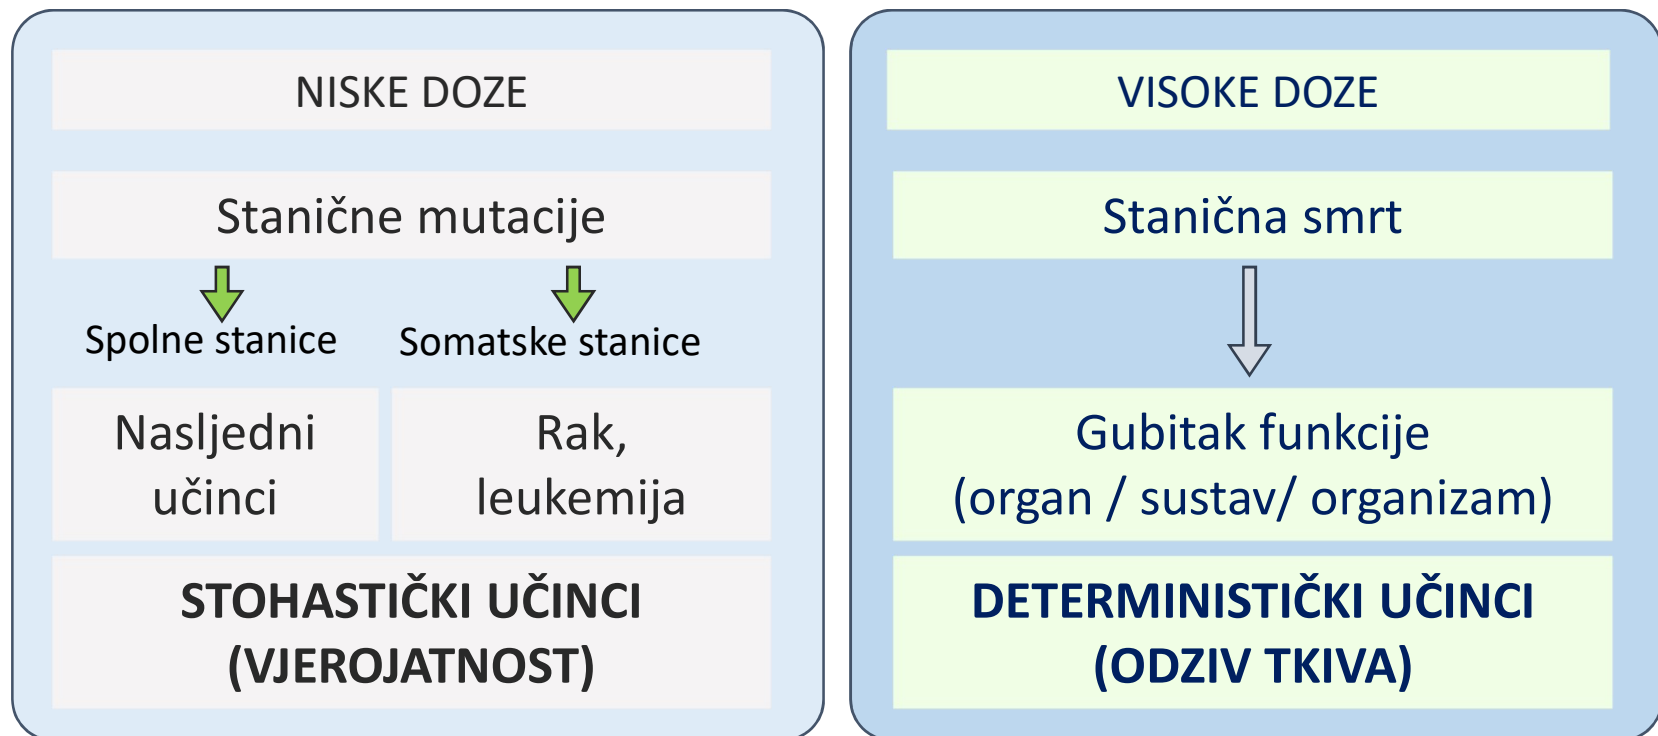 NISKE DOZE
Stanične mutacije
Spolne stanice
Somatske stanice
Nasljedni
učinci
Rak,
leukemija
STOHASTIČKI UČINCI
(VJEROJATNOST)
VISOKE DOZE
Stanična smrt
Gubitak funkcije
(organ / sustav/ organizam)
DETERMINISTIČKI UČINCI
(ODZIV TKIVA)